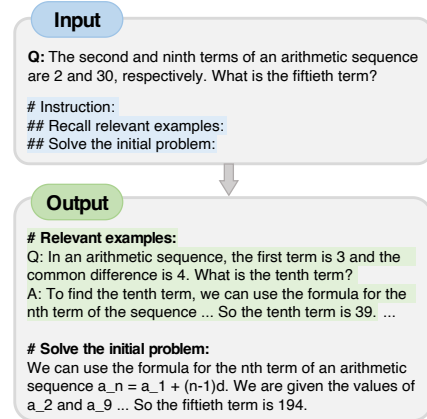 Input
Q: The second and ninth terms of an arithmetic sequence
are 2 and 30, respectively. What is the fiftieth term?
# Instruction:
## Recall relevant examples:
## Solve the initial problem:
Output
# Relevant examples:
Q: In an arithmetic sequence, the first term is 3 and the
common difference is 4. What is the tenth term?
A: To find the tenth term, we can use the formula for the
nth term of the sequence ... So the tenth term is 39. ...
# Solve the initial problem:
We can use the formula for the nth term of an arithmetic
sequence a_n = a_1 + (n-1)d. We are given the values of
a_2 and a_9 ... So the fiftieth term is 194.